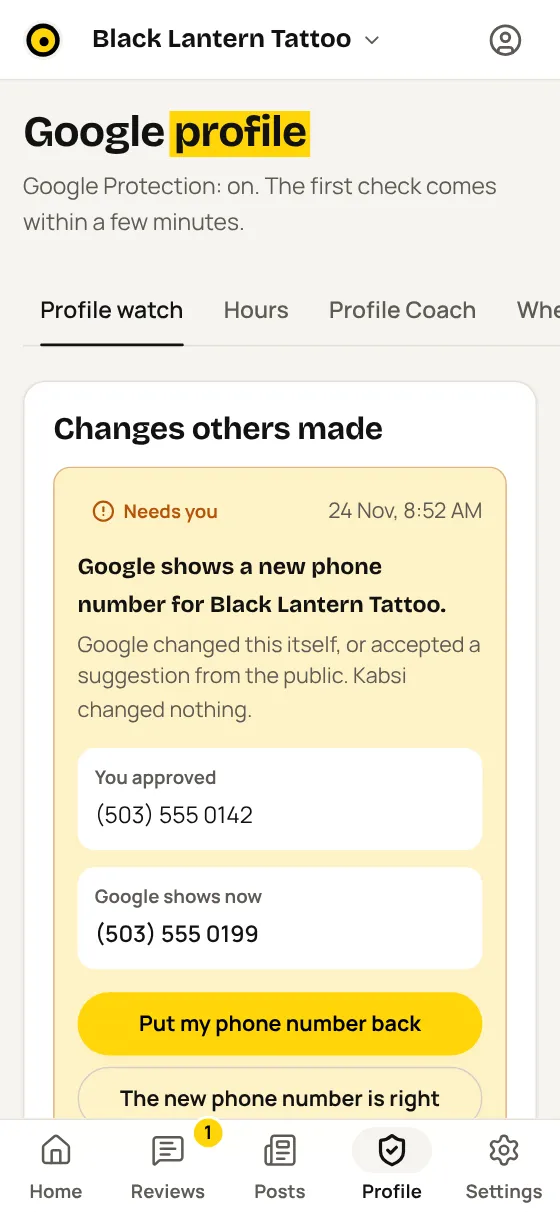 Black Lantern Tattoo
Google profile
Google Protection: on. The first check comes
within a few minutes.
Profile watch Hours Profile Coach Whe
Changes others made
Needs you 24 Nov, 8:52 AM
Google shows a new phone
number for Black Lantern Tattoo.
Google changed this itself, or accepted a
suggestion from the public. Kabsi
changed nothing.
You approved
(503) 555 0142
Google shows now
(503) 555 0199
Put my phone number back
The new phone number is right
1
Home Reviews Posts Profile Settings